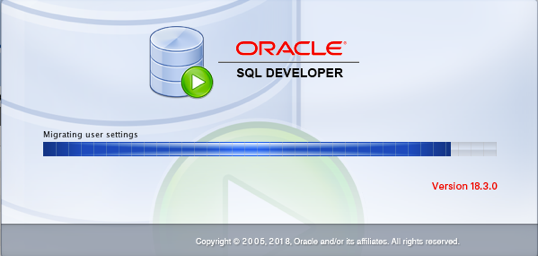 ORACLE®
SQL DEVELOPER
Migrating user settings
Version 18.3.0
Copyright © 2005, 2018, Oracle and/or its affiliates. All rights reserved.